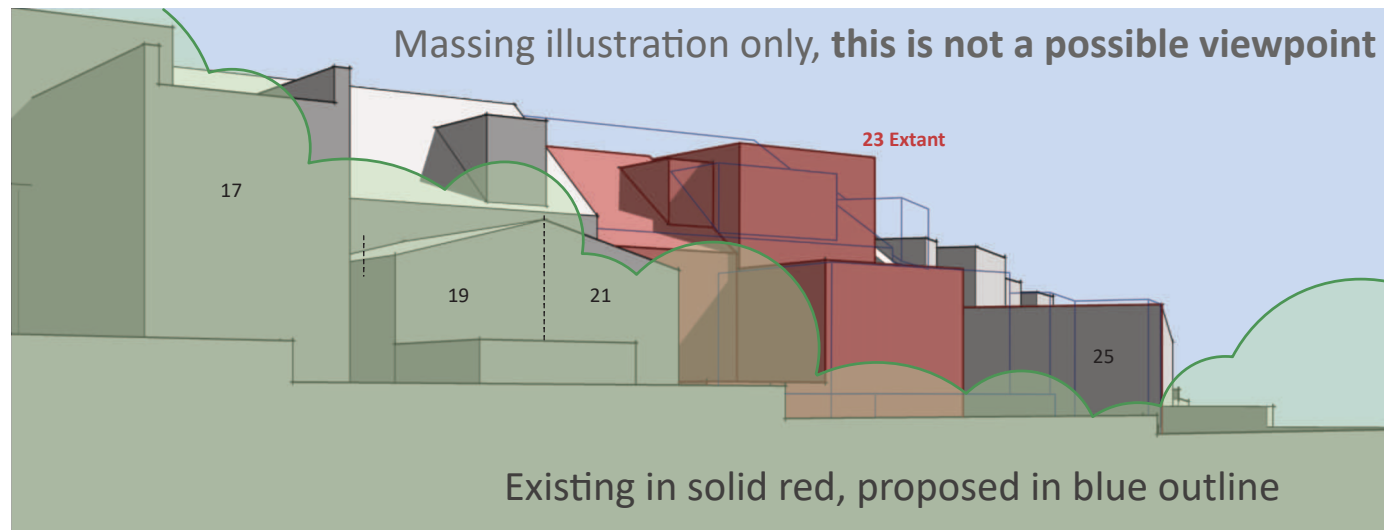 Massing illustration only, this is not a possible viewpoint
23 Extant
17
19
21
25
Existing in solid red, proposed in blue outline